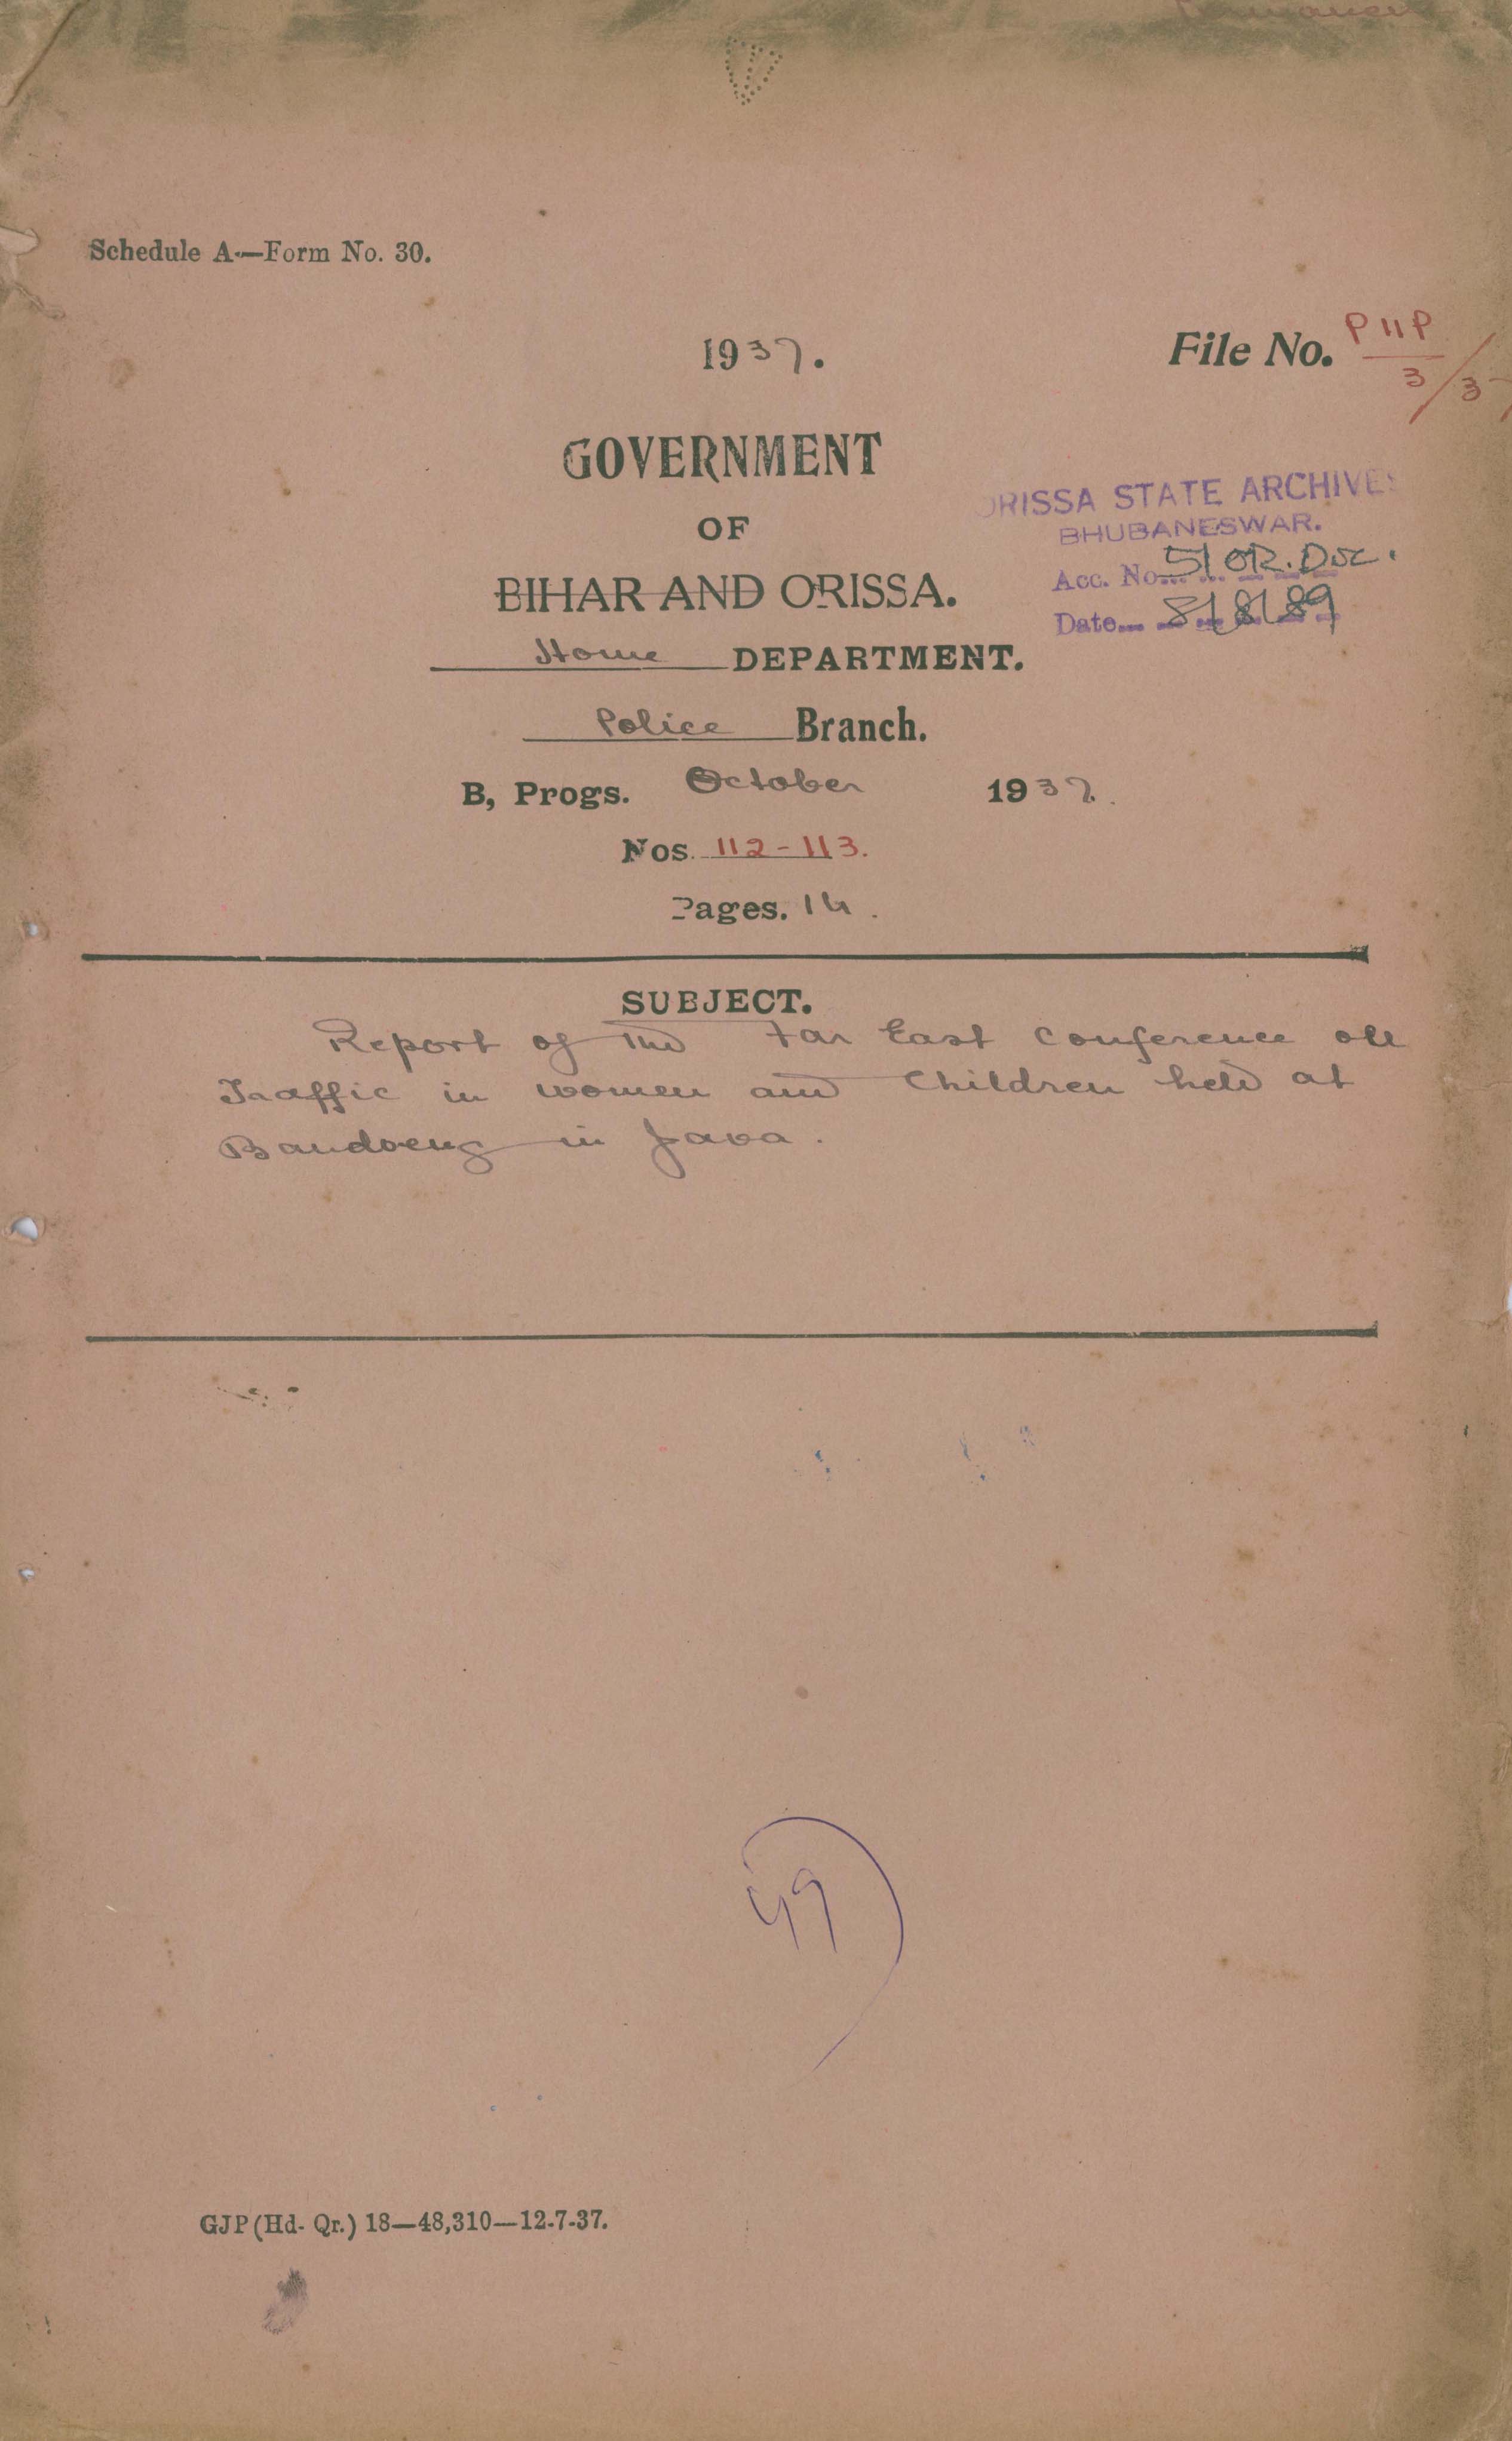 Permanent
Schedule A—Form No. 30.
1937.
File No. P 11P 3/37
GOVERNMENT
OF
BIHAR AND ORISSA.
ORISSA STATE ARCHIVES
BHUBANESWAR.
Acc. No. 51 OR. Doc.
Date 8/8/89
Home DEPARTMENT.
Police Branch.
B, Progs. October 1937.
Nos. 112-113.
Pages. 14.
SUBJECT.
Report of the Far East Conference on
Traffic in women and Children held at
Bandoeng in Java.
49
GJP (Hd. Qr.) 18—48,310—12-7-37.